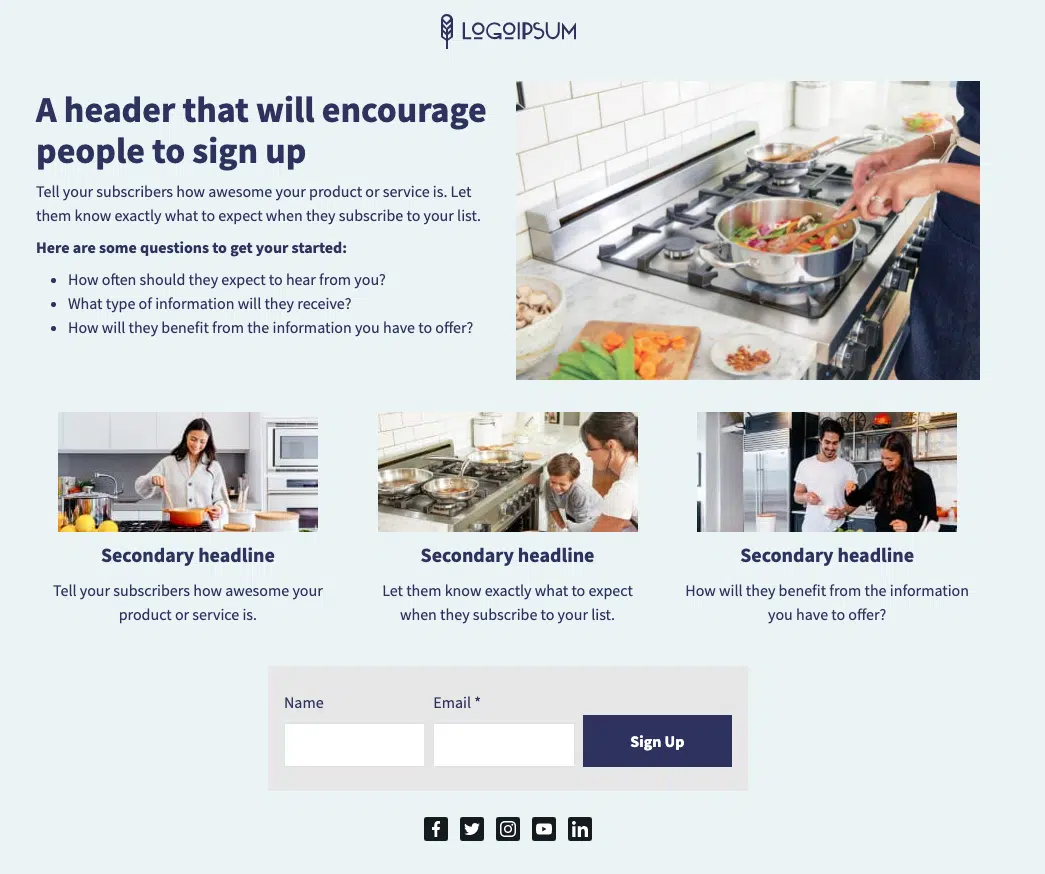 LOGOIPSUM
A header that will encourage
people to sign up
Tell your subscribers how awesome your product or service is. Let
them know exactly what to expect when they subscribe to your list.
Here are some questions to get your started:
How often should they expect to hear from you?
What type of information will they receive?
How will they benefit from the information you have to offer?
Secondary headline
Tell your subscribers how awesome your
product or service is.
Secondary headline
Let them know exactly what to expect
when they subscribe to your list.
Secondary headline
How will they benefit from the information
you have to offer?
Name
Email *
Sign Up